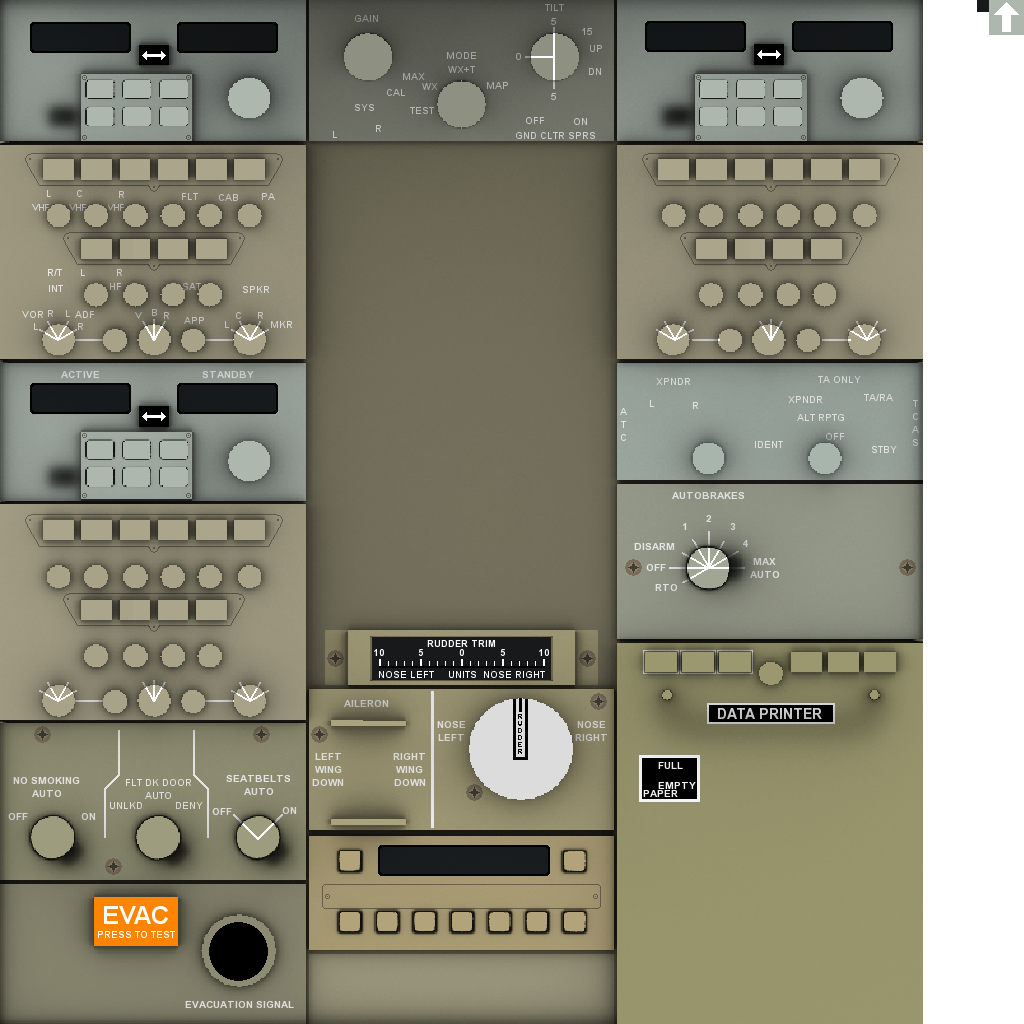 GAIN
TILT
5
15
UP
0
DN
5
MODE
WX+T
MAX
WX
MAP
CAL
SYS
TEST
L
R
OFF
ON
GND CLTR SPRS
L
C
R
FLT
CAB
PA
VHF
VHF
VHF
R/T
L
R
INT
HF
SAT
SPKR
VOR
R
L
ADF
V
B
R
APP
C
R
L
R
L
MKR
ACTIVE
STANDBY
XPNDR
L
R
ATC
TA ONLY
XPNDR
TA/RA
ALT RPTG
OFF
IDENT
STBY
TCAS
AUTOBRAKES
1
2
3
4
DISARM
OFF
RTO
MAX
AUTO
RUDDER TRIM
10 5 0 5 10
NOSE LEFT UNITS NOSE RIGHT
AILERON
LEFT
WING
DOWN
RIGHT
WING
DOWN
NOSE
LEFT
RUDDER
NOSE
RIGHT
DATA PRINTER
FULL
EMPTY
PAPER
NO SMOKING
AUTO
OFF
ON
FLT DK DOOR
AUTO
UNLKD
DENY
SEATBELTS
AUTO
OFF
ON
EVAC
PRESS TO TEST
EVACUATION SIGNAL